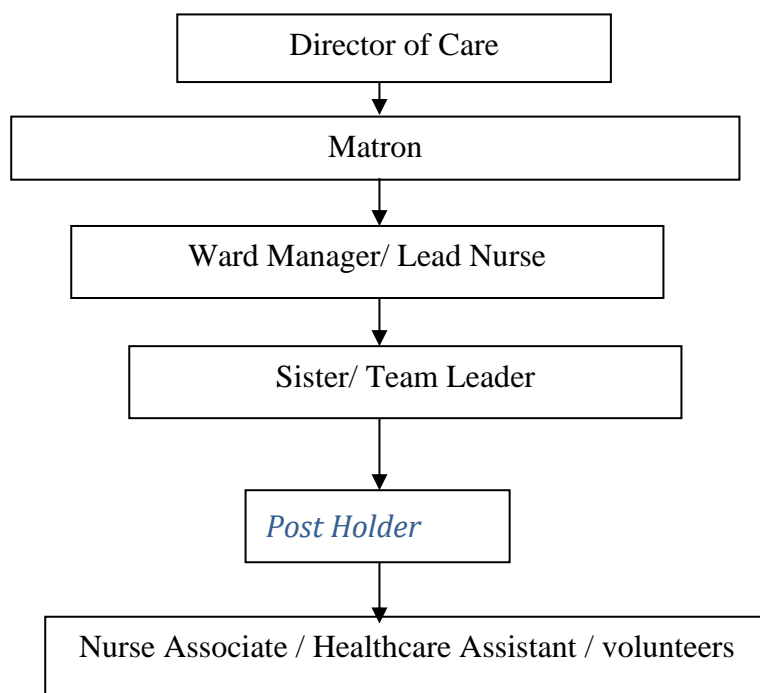 Director of Care
Matron
Ward Manager/ Lead Nurse
Sister/ Team Leader
Post Holder
Nurse Associate / Healthcare Assistant / volunteers